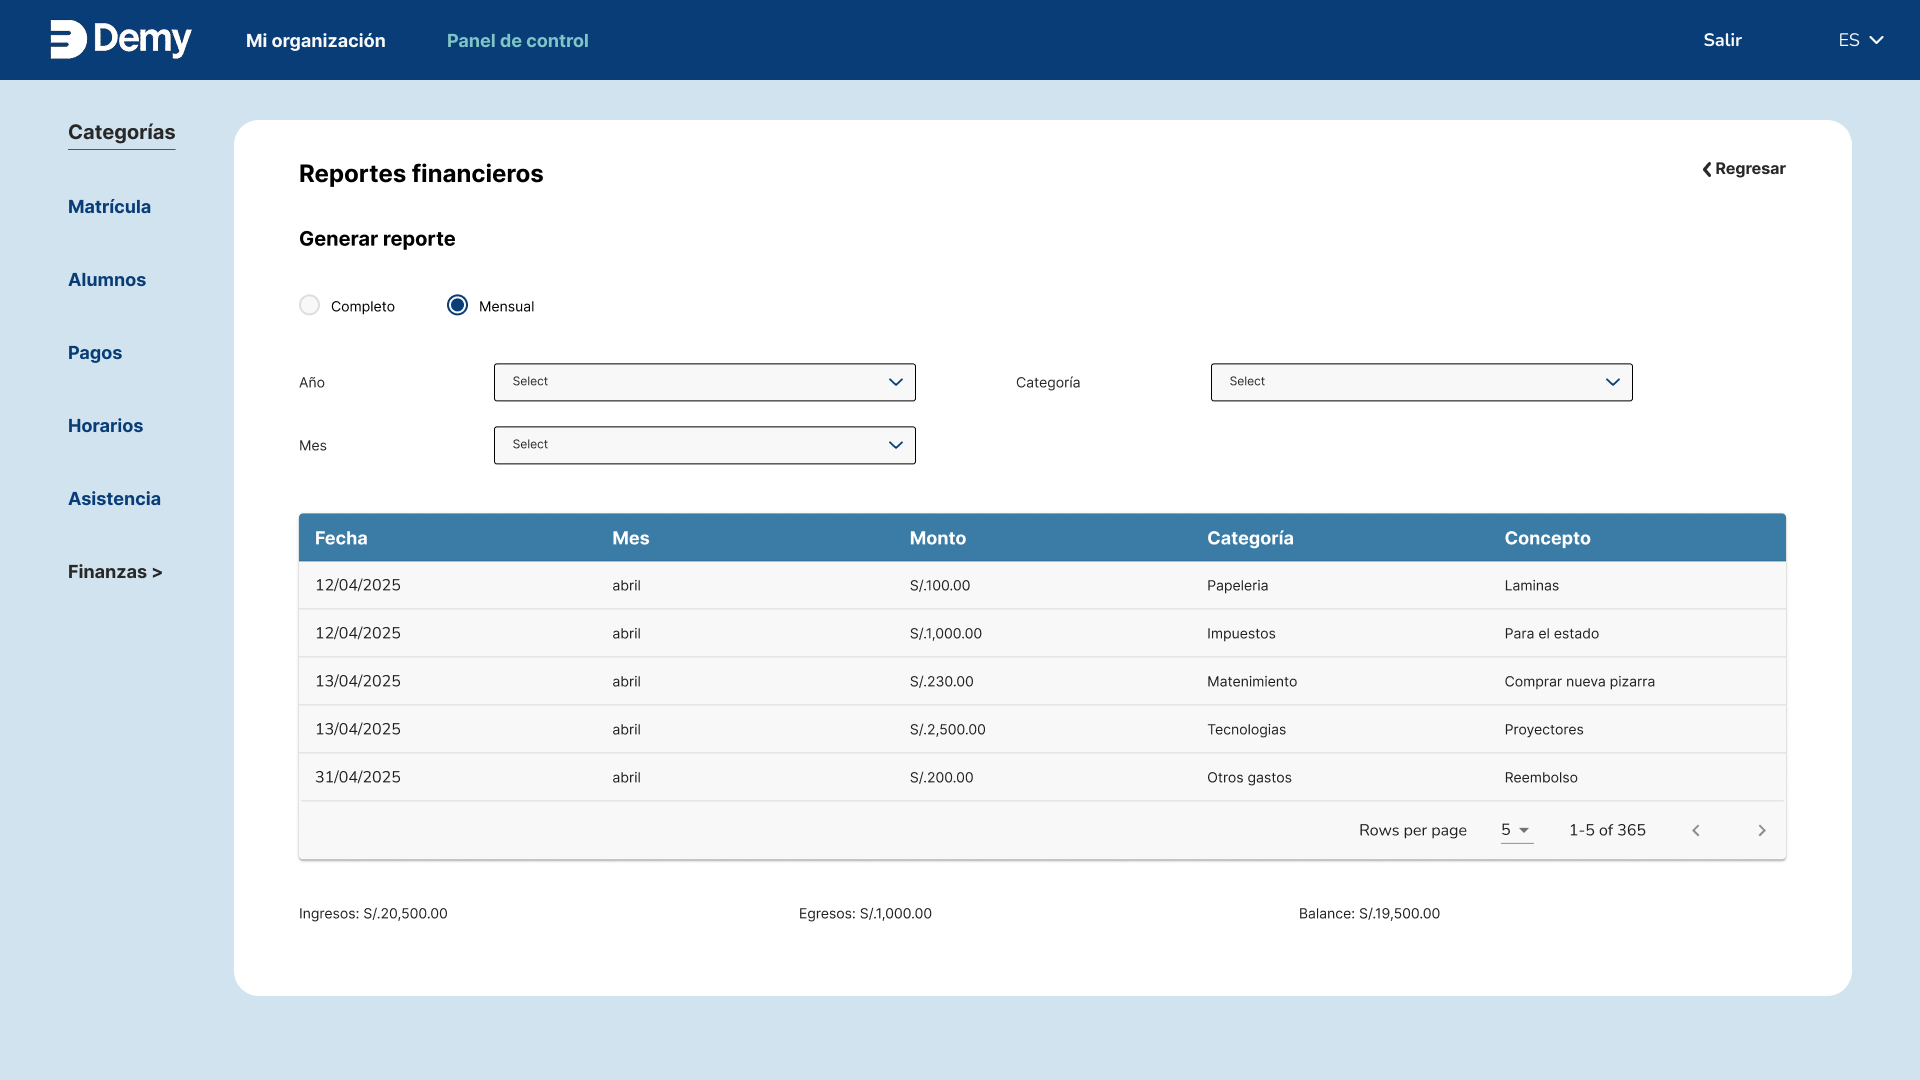 Demy Mi organización Panel de control Salir ES
Categorías
Matrícula
Alumnos
Pagos
Horarios
Asistencia
Finanzas >
Reportes financieros
Regresar
Generar reporte
Completo Mensual
Año Select Categoría Select
Mes Select
Fecha Mes Monto Categoría Concepto
12/04/2025 abril S/.100.00 Papeleria Laminas
12/04/2025 abril S/.1,000.00 Impuestos Para el estado
13/04/2025 abril S/.230.00 Matenimiento Comprar nueva pizarra
13/04/2025 abril S/.2,500.00 Tecnologias Proyectores
31/04/2025 abril S/.200.00 Otros gastos Reembolso
Rows per page 5 1-5 of 365
Ingresos: S/.20,500.00 Egresos: S/.1,000.00 Balance: S/.19,500.00